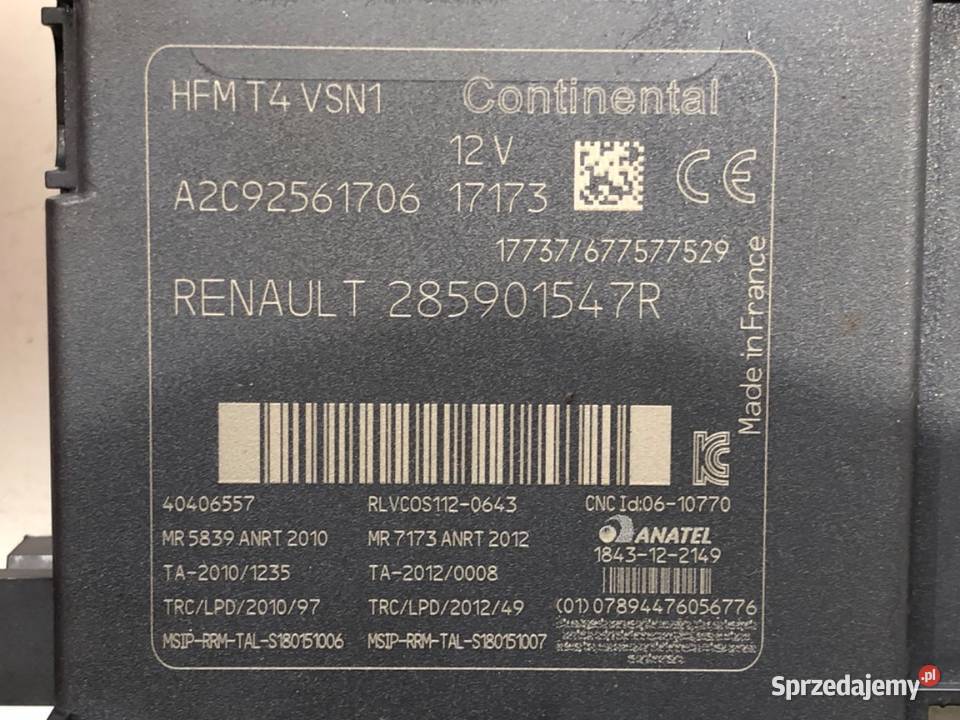 HFM T4 VSN1 Continental
12 V
A2C92561706 17173
CE
17737/677577529
RENAULT 285901547R
Made in France
40406557 RLVCOS112-0643 CNC Id:06-10770
MR 5839 ANRT 2010 MR 7173 ANRT 2012 ANATEL
1843-12-2149
TA-2010/1235 TA-2012/0008
TRC/LPD/2010/97 TRC/LPD/2012/49 (01)07894476056776
MSIP-RRM-TAL-S180151006 MSIP-RRM-TAL-S180151007
Sprzedajemy.pl